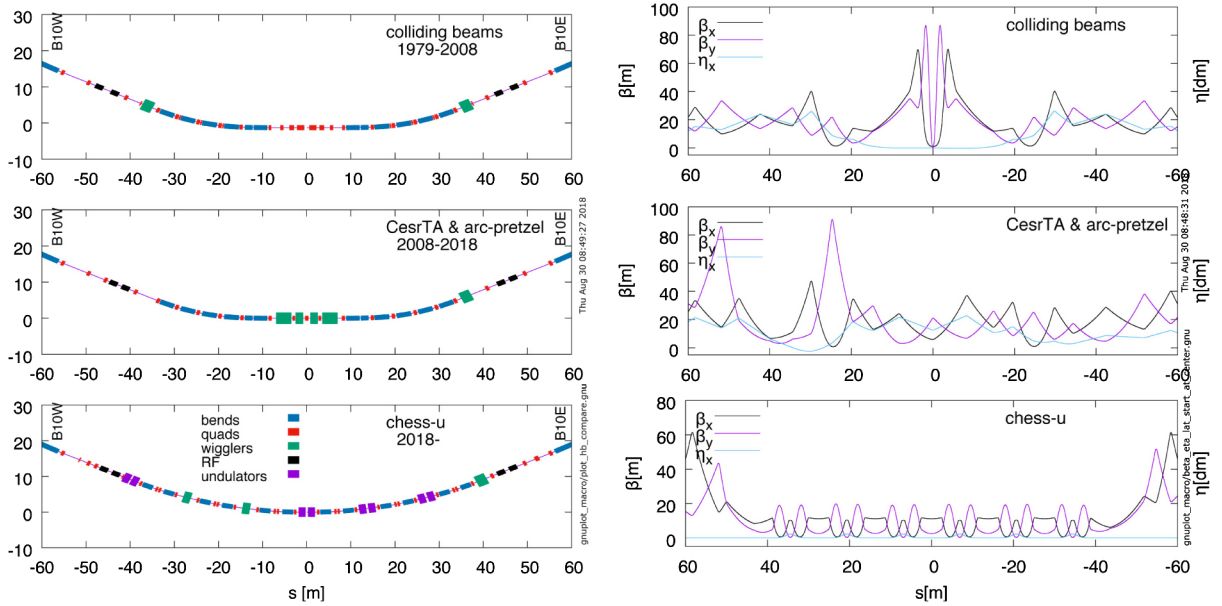 30
20
10
0
-10
B10W
colliding beams
1979-2008
B10E
-60 -50 -40 -30 -20 -10 0 10 20 30 40 50 60
30
20
10
0
-10
B10W
CesrTA & arc-pretzel
2008-2018
B10E
-60 -50 -40 -30 -20 -10 0 10 20 30 40 50 60
Thu Aug 30 08:49:27 2018
30
20
10
0
-10
B10W
bends
quads
wigglers
RF
undulators
chess-u
2018-
B10E
-60 -50 -40 -30 -20 -10 0 10 20 30 40 50 60
s [m]
gnuplot_macro/plot_hb_compare.gnu
100
80
60
40
20
0
β[m]
βx
βy
ηx
colliding beams
η[dm]
60 40 20 0 -20 -40 -60
100
80
60
40
20
0
β[m]
βx
βy
ηx
CesrTA & arc-pretzel
η[dm]
60 40 20 0 -20 -40 -60
Thu Aug 30 08:48:31 2018
80
60
40
20
0
β[m]
βx
βy
ηx
chess-u
η[dm]
60 40 20 0 -20 -40 -60
s[m]
gnuplot_macro/beta_eta_lat_start_at_center.gnu